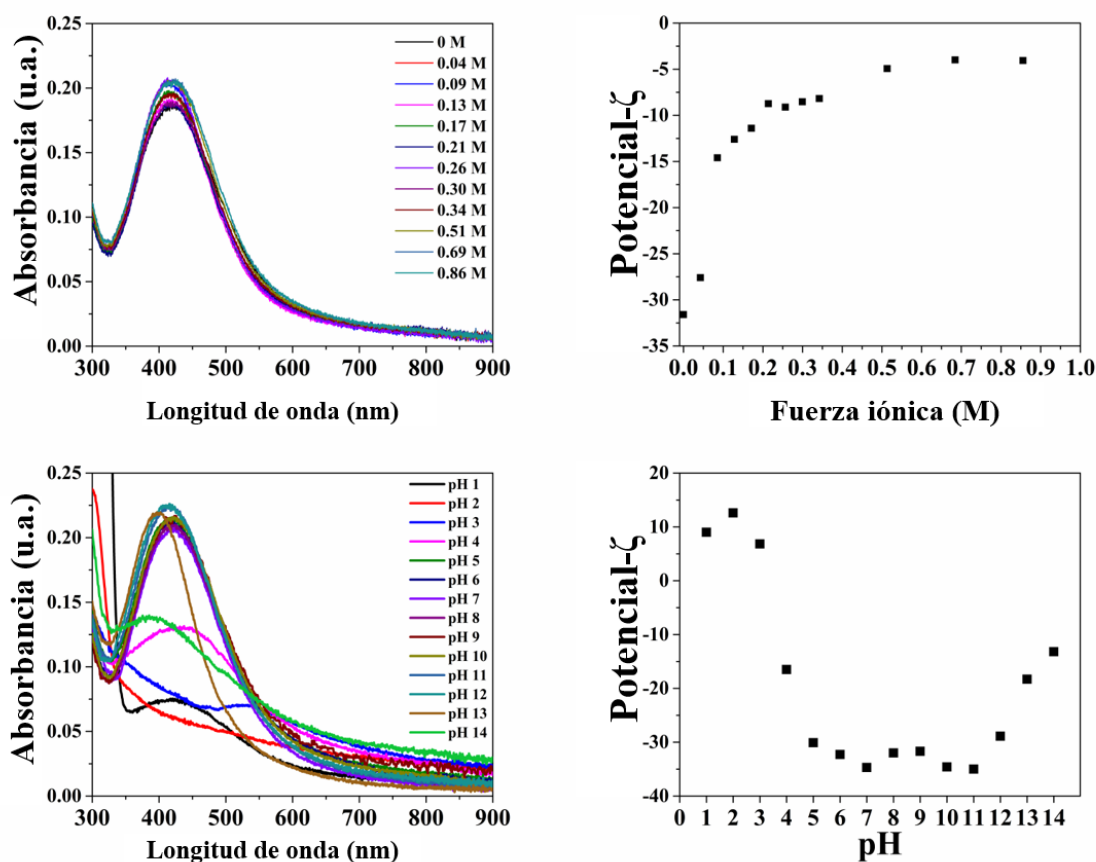 Absorbancia (u.a.)
0.25
0.20
0.15
0.10
0.05
0.00
300 400 500 600 700 800 900
Longitud de onda (nm)
0 M
0.04 M
0.09 M
0.13 M
0.17 M
0.21 M
0.26 M
0.30 M
0.34 M
0.51 M
0.69 M
0.86 M
Potencial-ζ
0
-5
-10
-15
-20
-25
-30
-35
0.0 0.1 0.2 0.3 0.4 0.5 0.6 0.7 0.8 0.9 1.0
Fuerza iónica (M)
Absorbancia (u.a.)
0.25
0.20
0.15
0.10
0.05
0.00
300 400 500 600 700 800 900
Longitud de onda (nm)
pH 1
pH 2
pH 3
pH 4
pH 5
pH 6
pH 7
pH 8
pH 9
pH 10
pH 11
pH 12
pH 13
pH 14
Potencial-ζ
20
10
0
-10
-20
-30
-40
0 1 2 3 4 5 6 7 8 9 10 11 12 13 14
pH